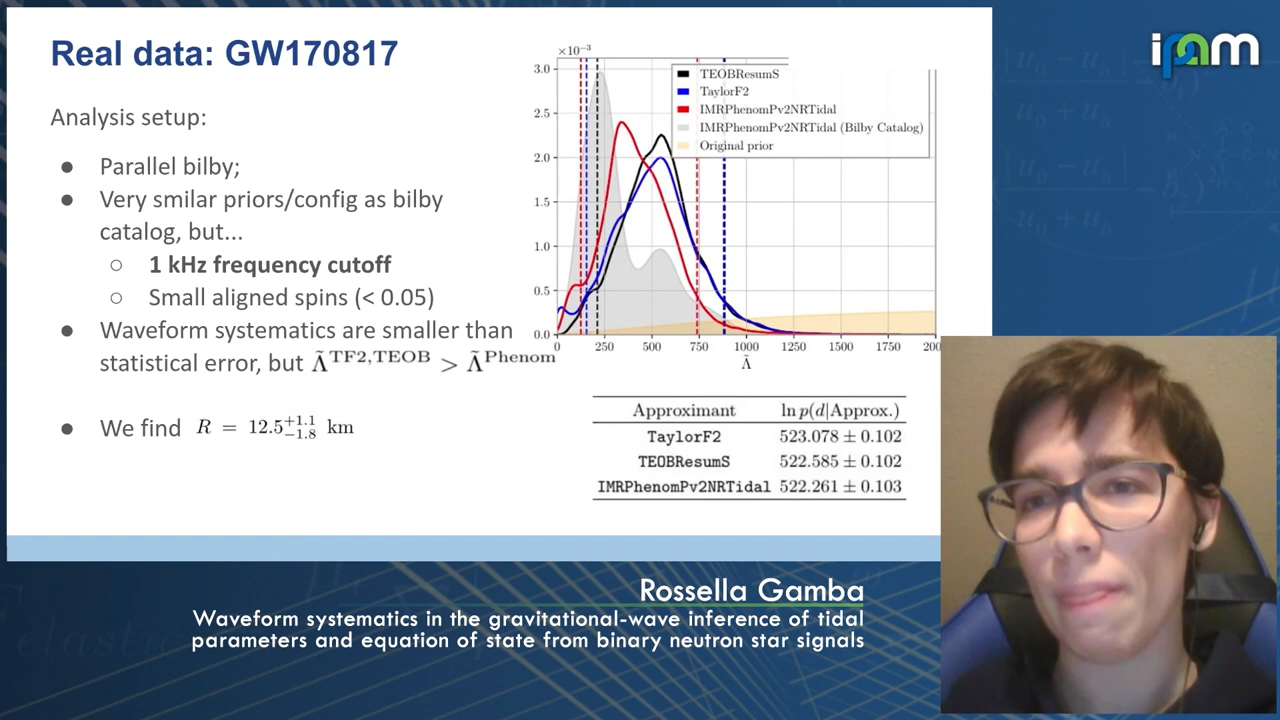 Real data: GW170817
ipam
Analysis setup:
● Parallel bilby;
● Very smilar priors/config as bilby
catalog, but...
○ 1 kHz frequency cutoff
○ Small aligned spins (< 0.05)
● Waveform systematics are smaller than
statistical error, but Λ̃^TF2,TEOB > Λ̃^Phenom
● We find R = 12.5^{+1.1}_{−1.8} km
×10⁻³
3.0
2.5
2.0
1.5
1.0
0.5
0.0
TEOBResumS
TaylorF2
IMRPhenomPv2NRTidal
IMRPhenomPv2NRTidal (Bilby Catalog)
Original prior
0 250 500 750 1000 1250 1500 1750 200
Λ̃
Approximant ln p(d|Approx.)
TaylorF2 523.078 ± 0.102
TEOBResumS 522.585 ± 0.102
IMRPhenomPv2NRTidal 522.261 ± 0.103
Rossella Gamba
Waveform systematics in the gravitational-wave inference of tidal
parameters and equation of state from binary neutron star signals